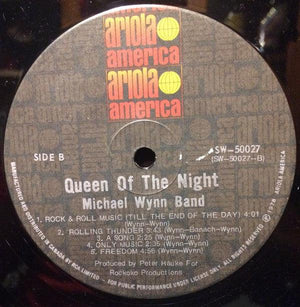 america
ariola
america
ariola
america
SW-50027
(SW-50027-B)
SIDE B
Queen Of The Night
Michael Wynn Band
1. ROCK & ROLL MUSIC (TILL THE END OF THE DAY) 4:01
(Wynn-Wynn)
2. ROLLING THUNDER 3:43 (Wynn-Banach-Wynn)
3. A SONG 2:25 (Wynn-Wynn)
4. ONLY MUSIC 2:35 (Wynn-Wynn)
5. FREEDOM 4:56 (Wynn-Wynn)
Produced by Peter Hauke For
Rockoko Productions